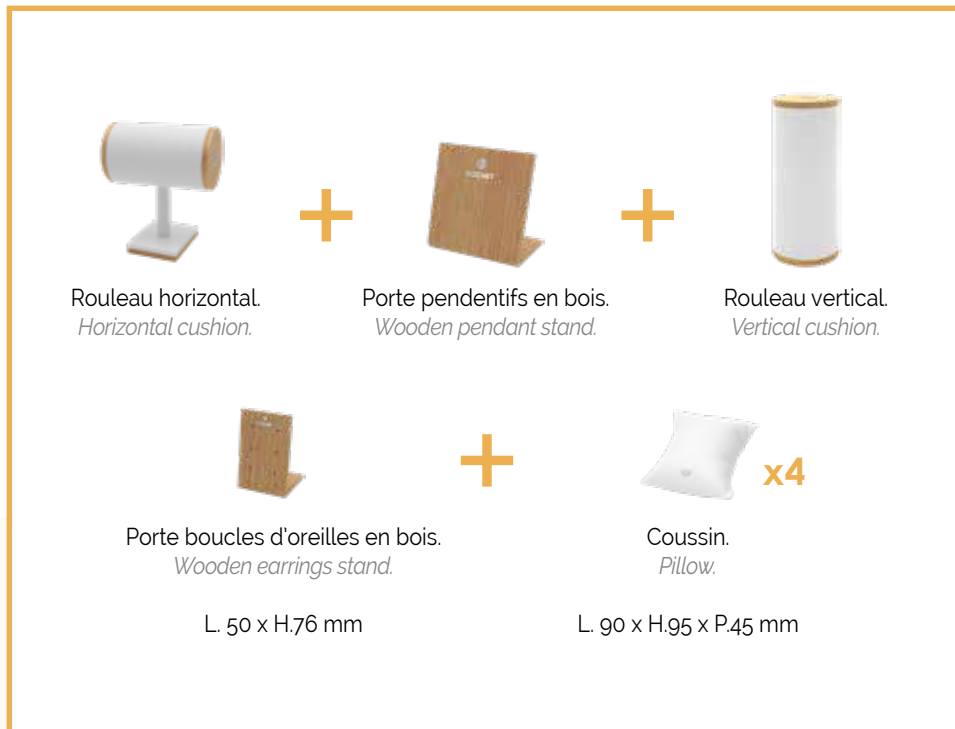 Rouleau horizontal.
Horizontal cushion.
Porte pendentifs en bois.
Wooden pendant stand.
Rouleau vertical.
Vertical cushion.
Porte boucles d'oreilles en bois.
Wooden earrings stand.
L. 50 x H.76 mm
x4
Coussin.
Pillow.
L. 90 x H.95 x P.45 mm